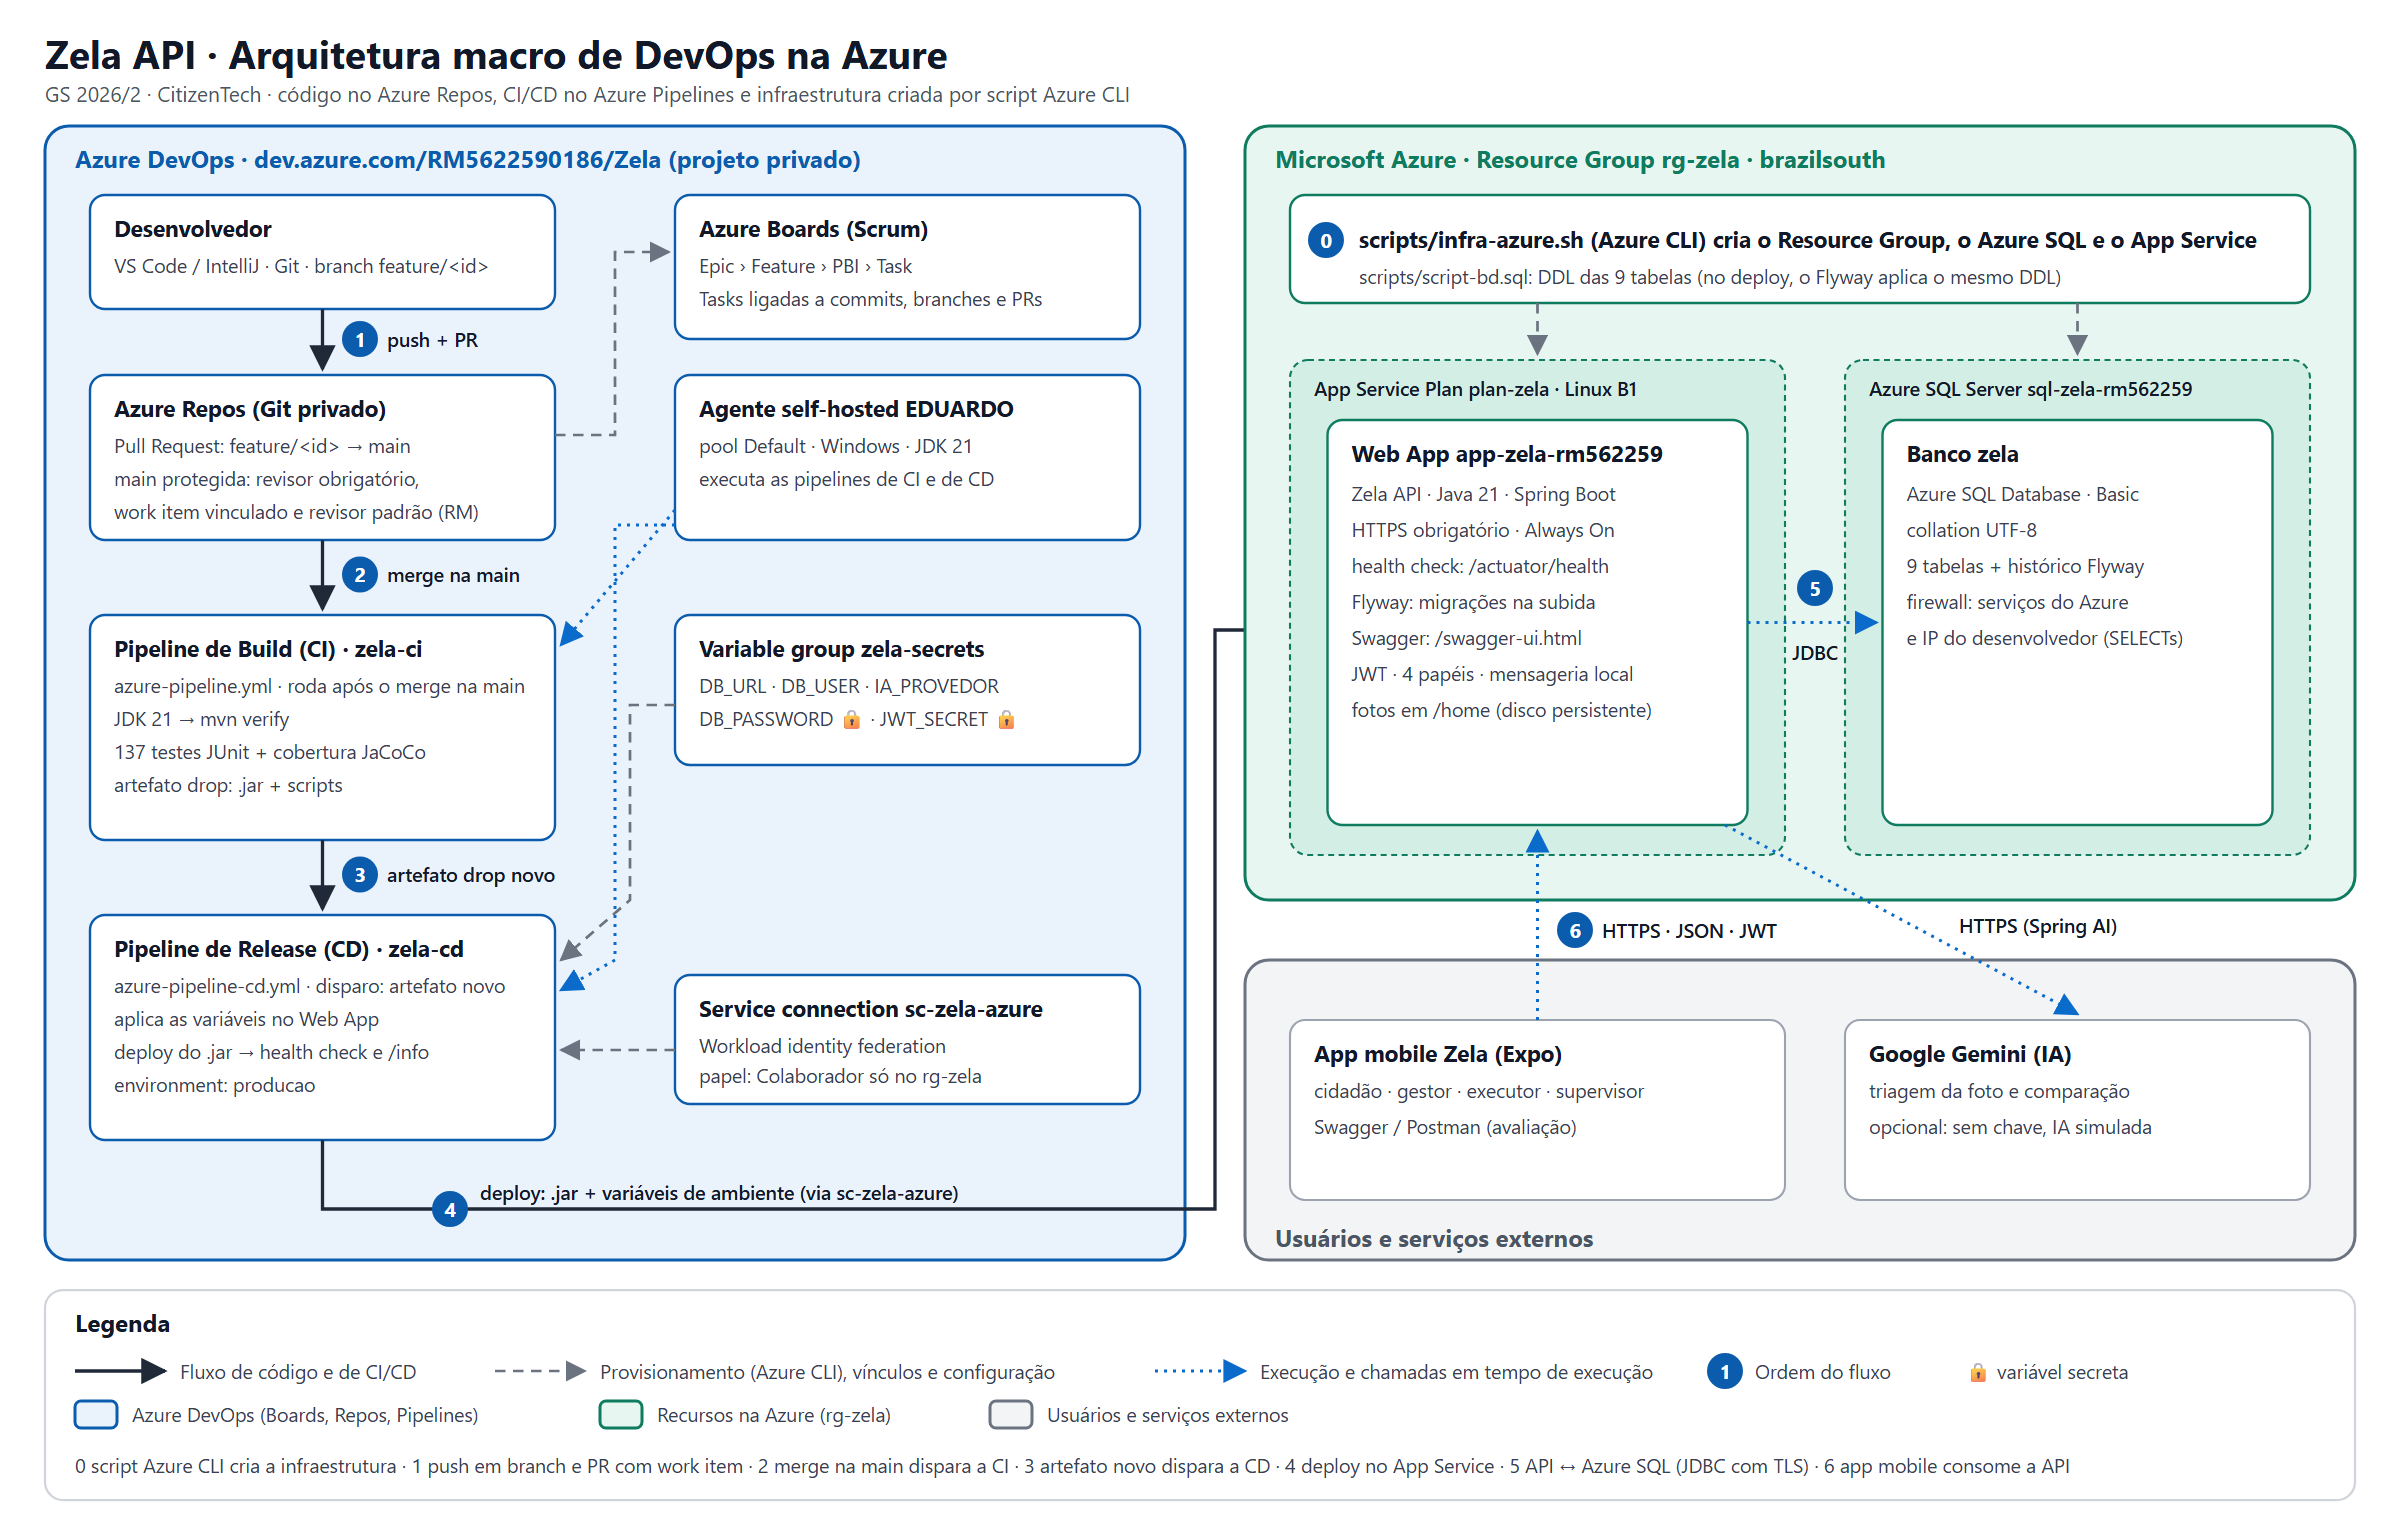 Zela API · Arquitetura macro de DevOps na Azure
GS 2026/2 · CitizenTech · código no Azure Repos, CI/CD no Azure Pipelines e infraestrutura criada por script Azure CLI
Azure DevOps · dev.azure.com/RM5622590186/Zela (projeto privado)
Desenvolvedor
VS Code / IntelliJ · Git · branch feature/<id>
1 push + PR
Azure Repos (Git privado)
Pull Request: feature/<id> → main
main protegida: revisor obrigatório,
work item vinculado e revisor padrão (RM)
2 merge na main
Pipeline de Build (CI) · zela-ci
azure-pipeline.yml · roda após o merge na main
JDK 21 → mvn verify
137 testes JUnit + cobertura JaCoCo
artefato drop: .jar + scripts
3 artefato drop novo
Pipeline de Release (CD) · zela-cd
azure-pipeline-cd.yml · disparo: artefato novo
aplica as variáveis no Web App
deploy do .jar → health check e /info
environment: producao
4 deploy: .jar + variáveis de ambiente (via sc-zela-azure)
Azure Boards (Scrum)
Epic › Feature › PBI › Task
Tasks ligadas a commits, branches e PRs
Agente self-hosted EDUARDO
pool Default · Windows · JDK 21
executa as pipelines de CI e de CD
Variable group zela-secrets
DB_URL · DB_USER · IA_PROVEDOR
DB_PASSWORD 🔒 · JWT_SECRET 🔒
Service connection sc-zela-azure
Workload identity federation
papel: Colaborador só no rg-zela
Microsoft Azure · Resource Group rg-zela · brazilsouth
0 scripts/infra-azure.sh (Azure CLI) cria o Resource Group, o Azure SQL e o App Service
scripts/script-bd.sql: DDL das 9 tabelas (no deploy, o Flyway aplica o mesmo DDL)
App Service Plan plan-zela · Linux B1
Web App app-zela-rm562259
Zela API · Java 21 · Spring Boot
HTTPS obrigatório · Always On
health check: /actuator/health
Flyway: migrações na subida
Swagger: /swagger-ui.html
JWT · 4 papéis · mensageria local
fotos em /home (disco persistente)
5
JDBC
Azure SQL Server sql-zela-rm562259
Banco zela
Azure SQL Database · Basic
collation UTF-8
9 tabelas + histórico Flyway
firewall: serviços do Azure
e IP do desenvolvedor (SELECTs)
6 HTTPS · JSON · JWT
HTTPS (Spring AI)
App mobile Zela (Expo)
cidadão · gestor · executor · supervisor
Swagger / Postman (avaliação)
Google Gemini (IA)
triagem da foto e comparação
opcional: sem chave, IA simulada
Usuários e serviços externos
Legenda
Fluxo de código e de CI/CD
Provisionamento (Azure CLI), vínculos e configuração
Execução e chamadas em tempo de execução
1 Ordem do fluxo
🔒 variável secreta
Azure DevOps (Boards, Repos, Pipelines)
Recursos na Azure (rg-zela)
Usuários e serviços externos
0 script Azure CLI cria a infraestrutura · 1 push em branch e PR com work item · 2 merge na main dispara a CI · 3 artefato novo dispara a CD · 4 deploy no App Service · 5 API ↔ Azure SQL (JDBC com TLS) · 6 app mobile consome a API